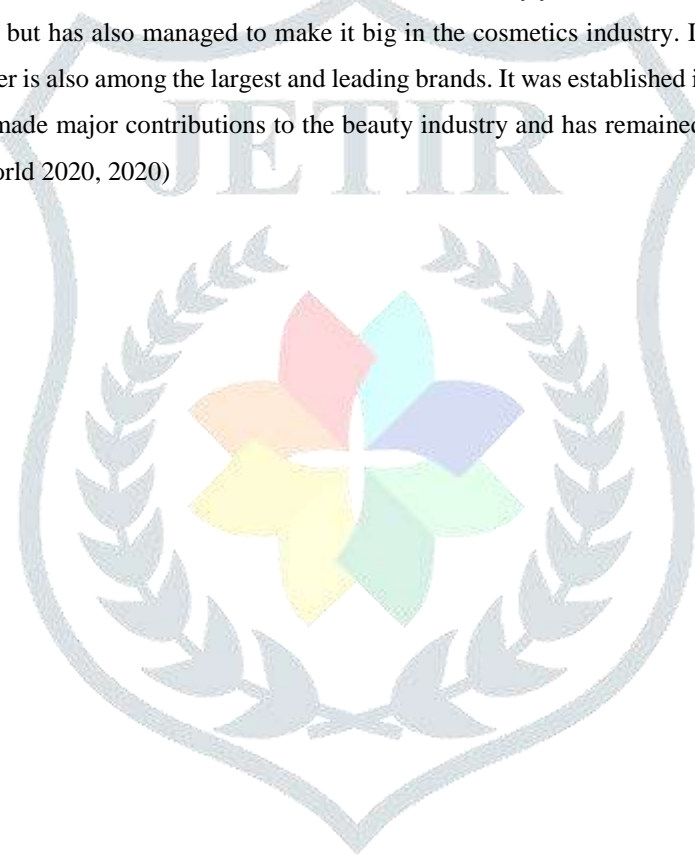 but has also managed to make it big in the cosmetics industry.
er is also among the largest and leading brands. It was established i
made major contributions to the beauty industry and has remained
orld 2020, 2020)
JETIR